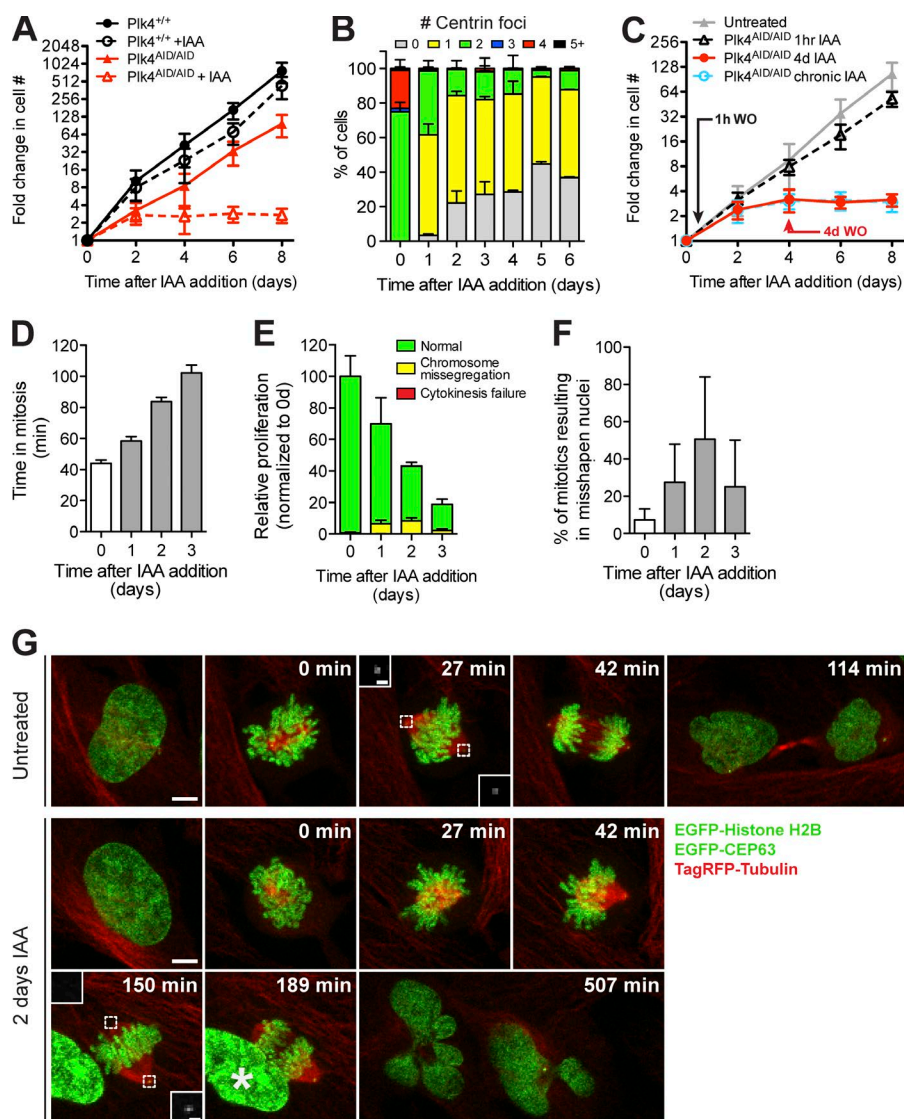 A
Plk4+/+
Plk4+/+ +IAA
Plk4AID/AID
Plk4AID/AID + IAA
Fold change in cell #
2048
1024
512
256
128
64
32
16
8
4
2
1
0 2 4 6 8
Time after IAA addition (days)
B
# Centrin foci
0 1 2 3 4 5+
% of cells
100
80
60
40
20
0
0 1 2 3 4 5 6
Time after IAA addition (days)
C
Untreated
Plk4AID/AID 1hr IAA
Plk4AID/AID 4d IAA
Plk4AID/AID chronic IAA
Fold change in cell #
256
128
64
32
16
8
4
2
1
1h WO
4d WO
0 2 4 6 8
Time after IAA addition (days)
D
Time in mitosis
(min)
120
100
80
60
40
20
0
0 1 2 3
Time after IAA addition
(days)
E
Normal
Chromosome
missegregation
Cytokinesis failure
Relative proliferation
(normalized to 0d)
120
100
80
60
40
20
0
0 1 2 3
Time after IAA addition
(days)
F
% of mitotics resulting
in misshapen nuclei
100
80
60
40
20
0
0 1 2 3
Time after IAA addition
(days)
G
Untreated
0 min
27 min
42 min
114 min
2 days IAA
0 min
27 min
42 min
EGFP-Histone H2B
EGFP-CEP63
TagRFP-Tubulin
150 min
189 min
*
507 min